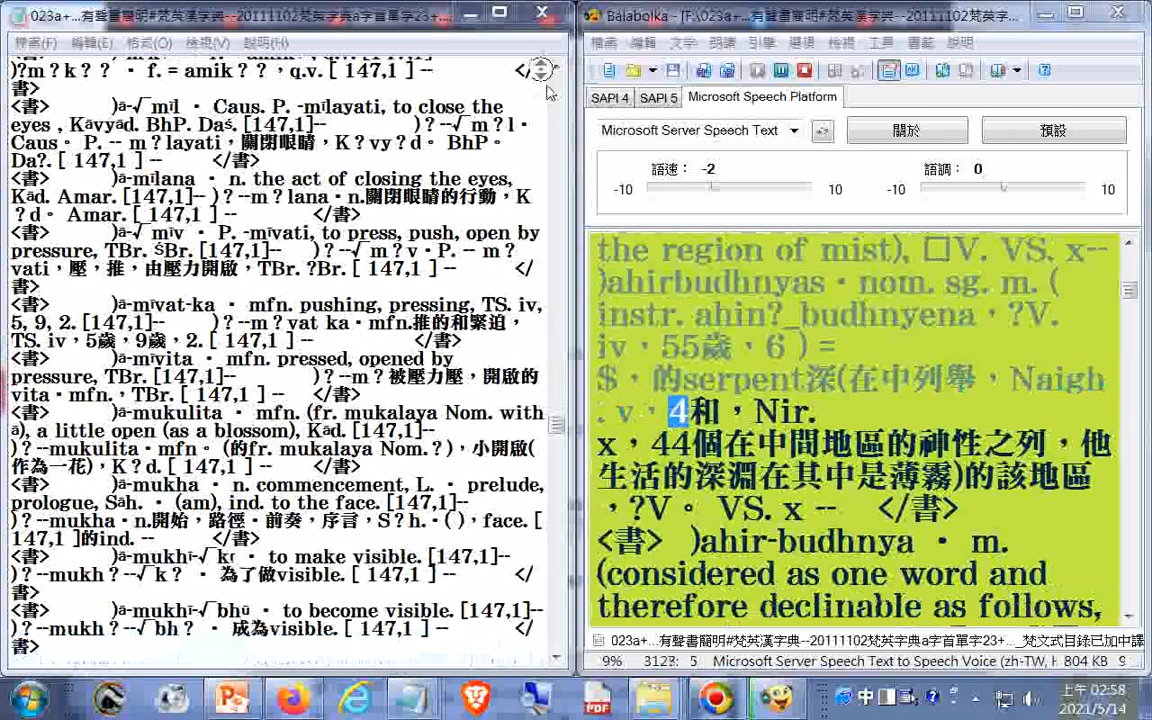 023a+...有聲書簡明#梵英漢字典--20111102梵英字典a字首單字23+...
檔案(F) 編輯(E) 格式(O) 檢視(V) 說明(H)
)?m ? k ? ? ・ f. = amik ? ? , q.v. [ 147,1 ] -- </
書>
<書> )ā-√ mīl ・ Caus. P. -mīlayati, to close the
eyes , Kāvyād. BhP. Daś. [147,1]-- )? --√ m ? l・
Caus。 P. -- m ? layati,關閉眼睛,K ? vy ? d。 BhP。
Da?. [ 147,1 ] -- </書>
<書> )ā-mīlana ・ n. the act of closing the eyes,
Kād. Amar. [147,1]-- )? --m ? lana・n.關閉眼睛的行動,K
? d。 Amar. [ 147,1 ] -- </書>
<書> )ā-√ mīv ・ P. -mīvati, to press, push, open by
pressure, TBr. ŚBr. [147,1]-- )? --√ m ? v・P. -- m ?
vati,壓,推,由壓力開啟,TBr. ?Br. [ 147,1 ] -- </
書>
<書> )ā-mīvat-ka ・ mfn. pushing, pressing, TS. iv,
5, 9, 2. [147,1]-- )? --m ? vat ka・mfn.推的和緊迫,
TS. iv,5歲,9歲,2. [ 147,1 ] -- </書>
<書> )ā-mīvita ・ mfn. pressed, opened by
pressure, TBr. [147,1]-- )? --m ? 被壓力壓,開啟的
vita・mfn.,TBr. [ 147,1 ] -- </書>
<書> )ā-mukulita ・ mfn. (fr. mukalaya Nom. with
ā), a little open (as a blossom), Kād. [147,1]--
)? --mukulita・mfn。 (的fr. mukalaya Nom. ?),小開啟(
作為一花),K ? d. [ 147,1 ] -- </書>
<書> )ā-mukha ・ n. commencement, L. ・ prelude,
prologue, Sāh. ・ (am), ind. to the face. [147,1]--
)? --mukha・n.開始,路徑・前奏,序言,S ? h.・( ),face. [
147,1 ]的ind. -- </書>
<書> )ā-mukhī-√ kṛ ・ to make visible. [147,1]--
)? --mukh ? --√ k ? ・ 為了做visible. [ 147,1 ] -- </
書>
<書> )ā-mukhī-√ bhū ・ to become visible. [147,1]--
)? --mukh ? --√ bh ? ・ 成為visible. [ 147,1 ] -- </
書>
Balabolka - [F:\023a+...有聲書簡明#梵英漢字典--20111102梵英字...
檔案 編輯 文字 朗讀 引擎 選項 檢視 工具 書籤 說明
SAPI 4 SAPI 5 Microsoft Speech Platform
Microsoft Server Speech Text 關於 預設
語速: -2 語調: 0
-10 10 -10 10
the region of mist), □V. VS. x--
)ahirbudhnyas・nom. sg. m. (
instr. ahin?_budhnyena,?V.
iv,55歲,6 ) =
$,的serpent深(在中列舉,Naigh
. v,4和,Nir.
x,44個在中間地區的神性之列,他
生活的深淵在其中是薄霧)的該地區
,?V。 VS. x -- </書>
<書> )ahir-budhnya ・ m.
(considered as one word and
therefore declinable as follows,
023a+...有聲書簡明#梵英漢字典--20111102梵英字典a字首單字23+..._梵文式目錄已加中譯
9% 3127: 5 Microsoft Server Speech Text to Speech Voice (zh-TW, H 804 KB 9
中 上午 02:58
2021/5/14